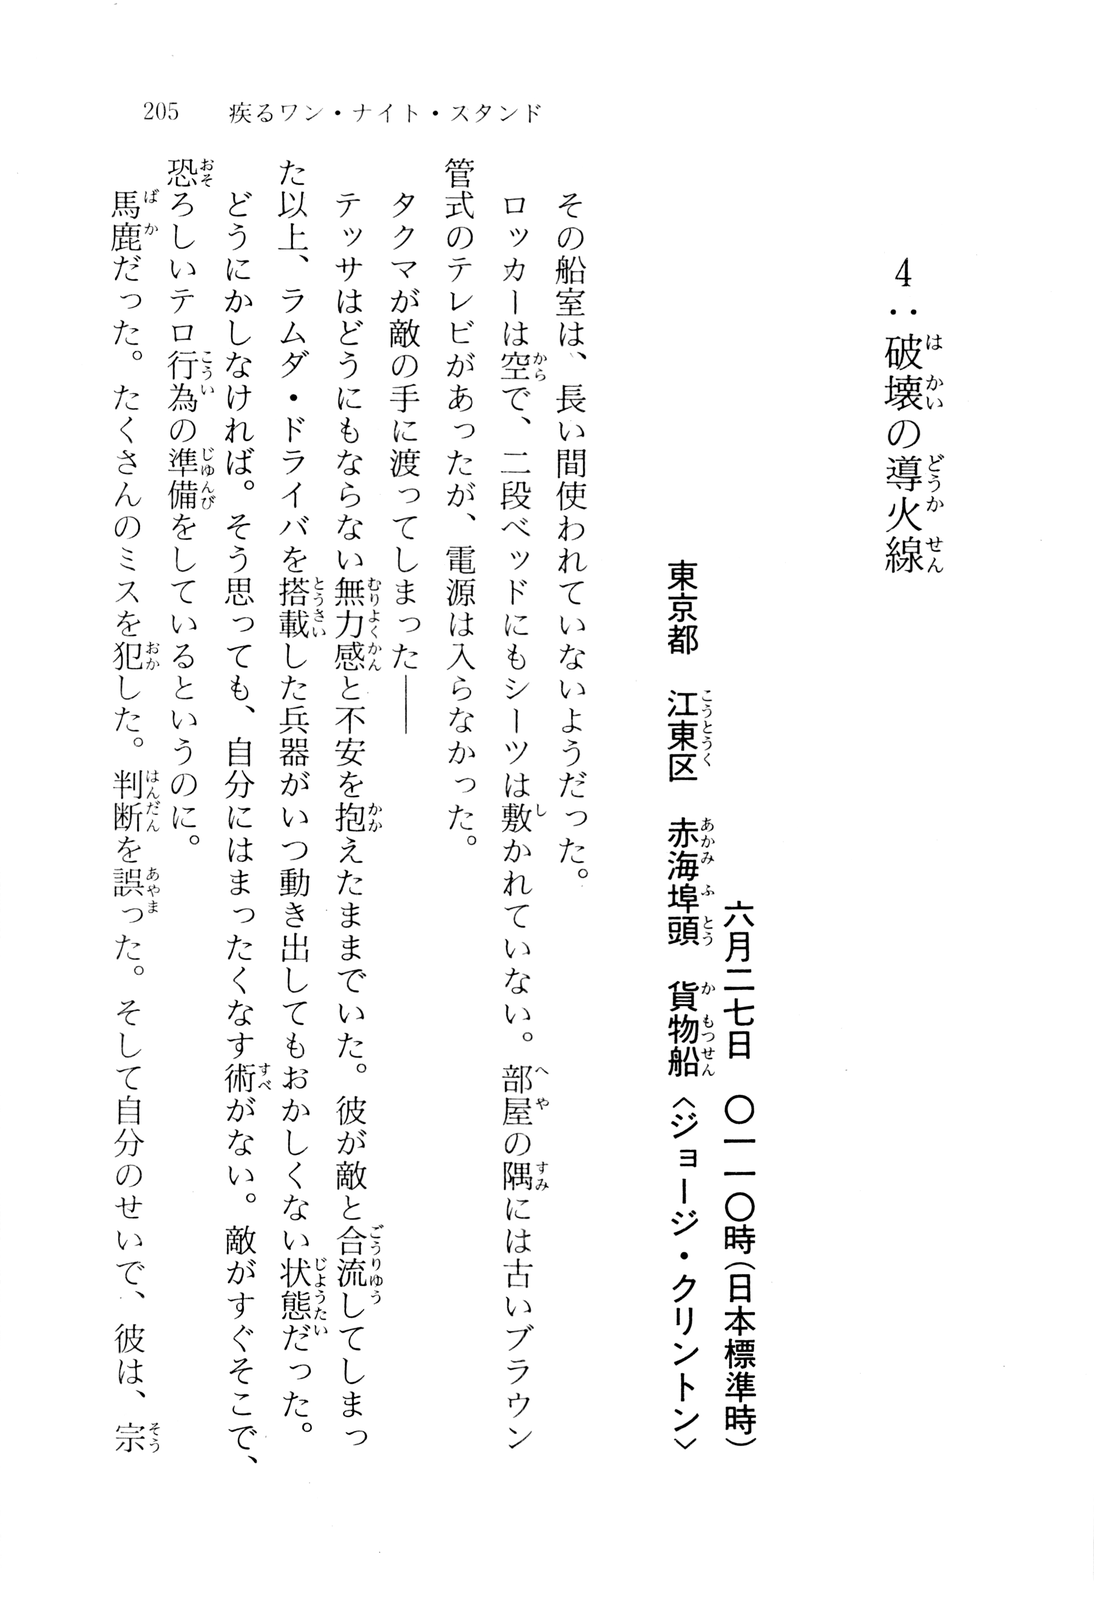 205　疾るワン・ナイト・スタンド
4：破壊の導火線
六月二七日　〇一一〇時（日本標準時）
東京都　江東区　赤海埠頭　貨物船〈ジョージ・クリントン〉
その船室は、長い間使われていないようだった。
ロッカーは空で、二段ベッドにもシーツは敷かれていない。部屋の隅には古いブラウン
管式のテレビがあったが、電源は入らなかった。
タクマが敵の手に渡ってしまった――
テッサはどうにもならない無力感と不安を抱えたままでいた。彼が敵と合流してしまっ
た以上、ラムダ・ドライバを搭載した兵器がいつ動き出してもおかしくない状態だった。
どうにかしなければ。そう思っても、自分にはまったくなす術がない。敵がすぐそこで、
恐ろしいテロ行為の準備をしているというのに。
馬鹿だった。たくさんのミスを犯した。判断を誤った。そして自分のせいで、彼は、宗